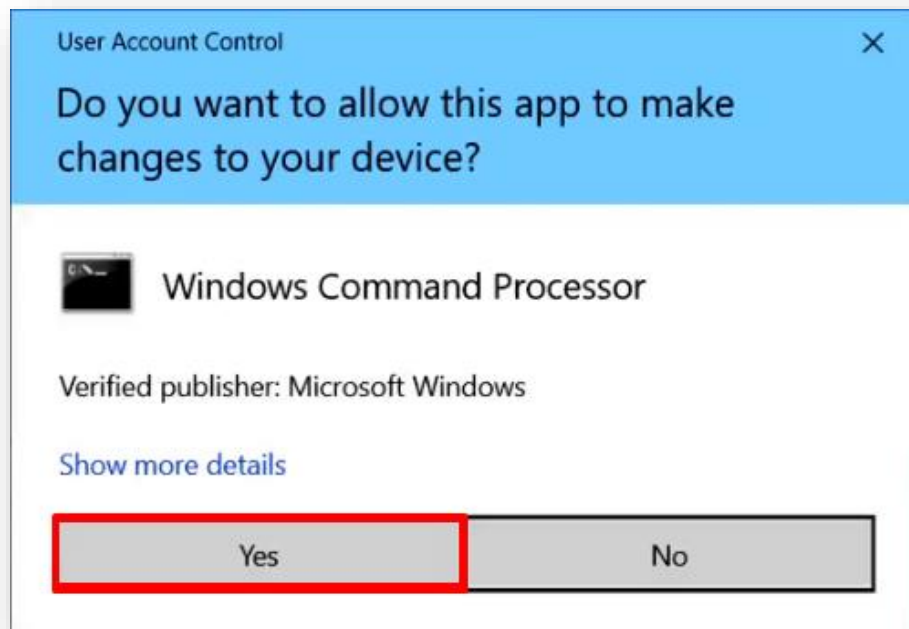 User Account Control
Do you want to allow this app to make
changes to your device?
Windows Command Processor
Verified publisher: Microsoft Windows
Show more details
Yes
No